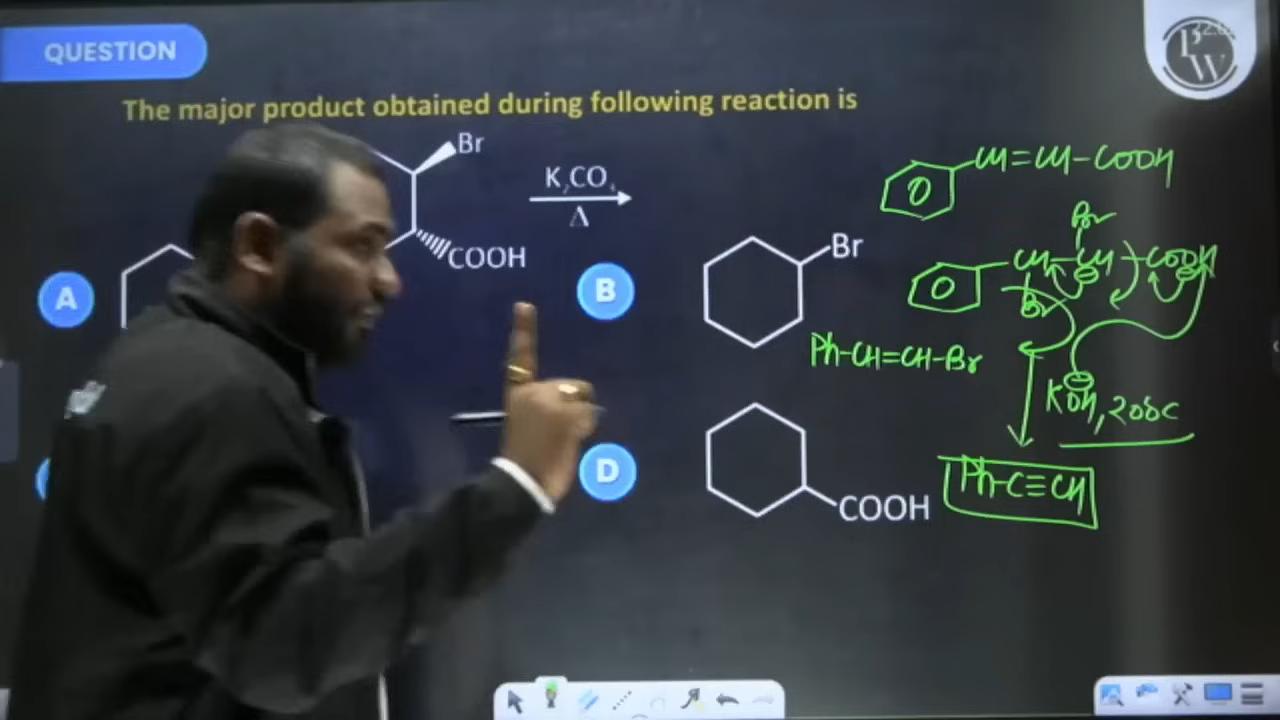 QUESTION
The major product obtained during following reaction is
Br
COOH
K₂CO₃
Δ
A
B
Br
D
COOH
CH=CH-COOH
Br
CH-CH-COOH
Br
Ph-CH=CH-Br
KOH, 200c
Ph-C≡CH
PW